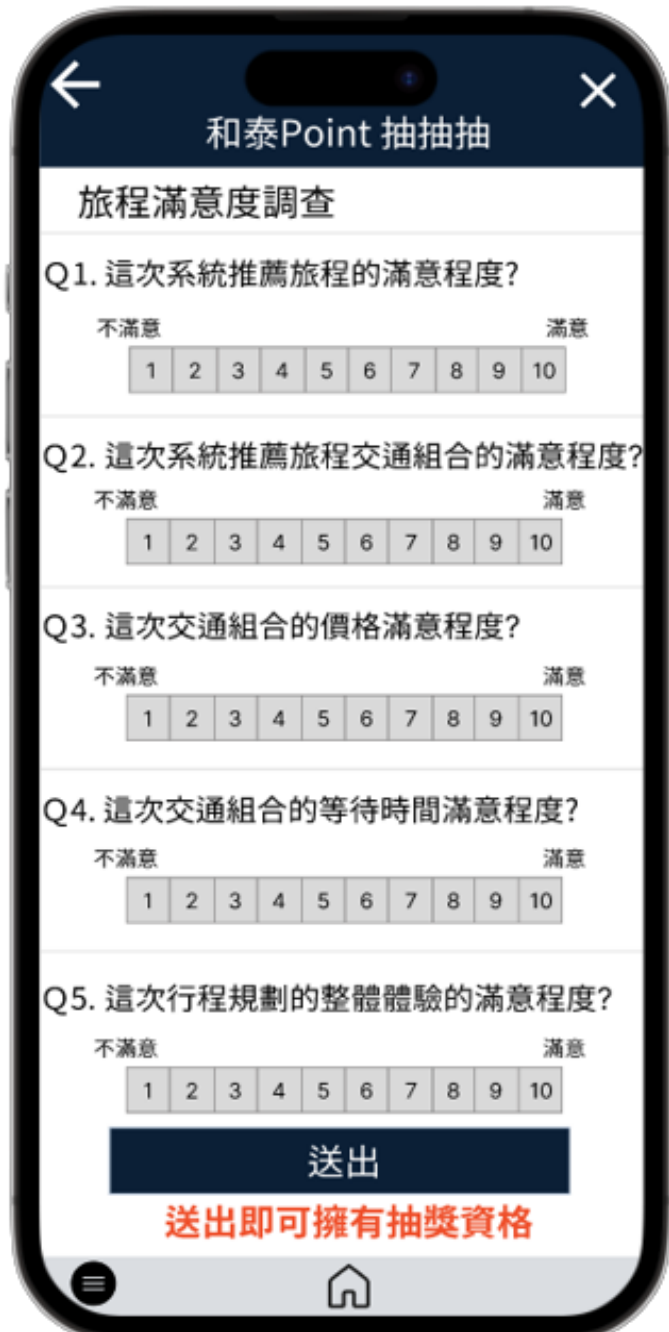 和泰Point 抽抽抽
旅程滿意度調查
Q1. 這次系統推薦旅程的滿意程度?
不滿意 滿意
1 2 3 4 5 6 7 8 9 10
Q2. 這次系統推薦旅程交通組合的滿意程度?
不滿意 滿意
1 2 3 4 5 6 7 8 9 10
Q3. 這次交通組合的價格滿意程度?
不滿意 滿意
1 2 3 4 5 6 7 8 9 10
Q4. 這次交通組合的等待時間滿意程度?
不滿意 滿意
1 2 3 4 5 6 7 8 9 10
Q5. 這次行程規劃的整體體驗的滿意程度?
不滿意 滿意
1 2 3 4 5 6 7 8 9 10
送出
送出即可擁有抽獎資格